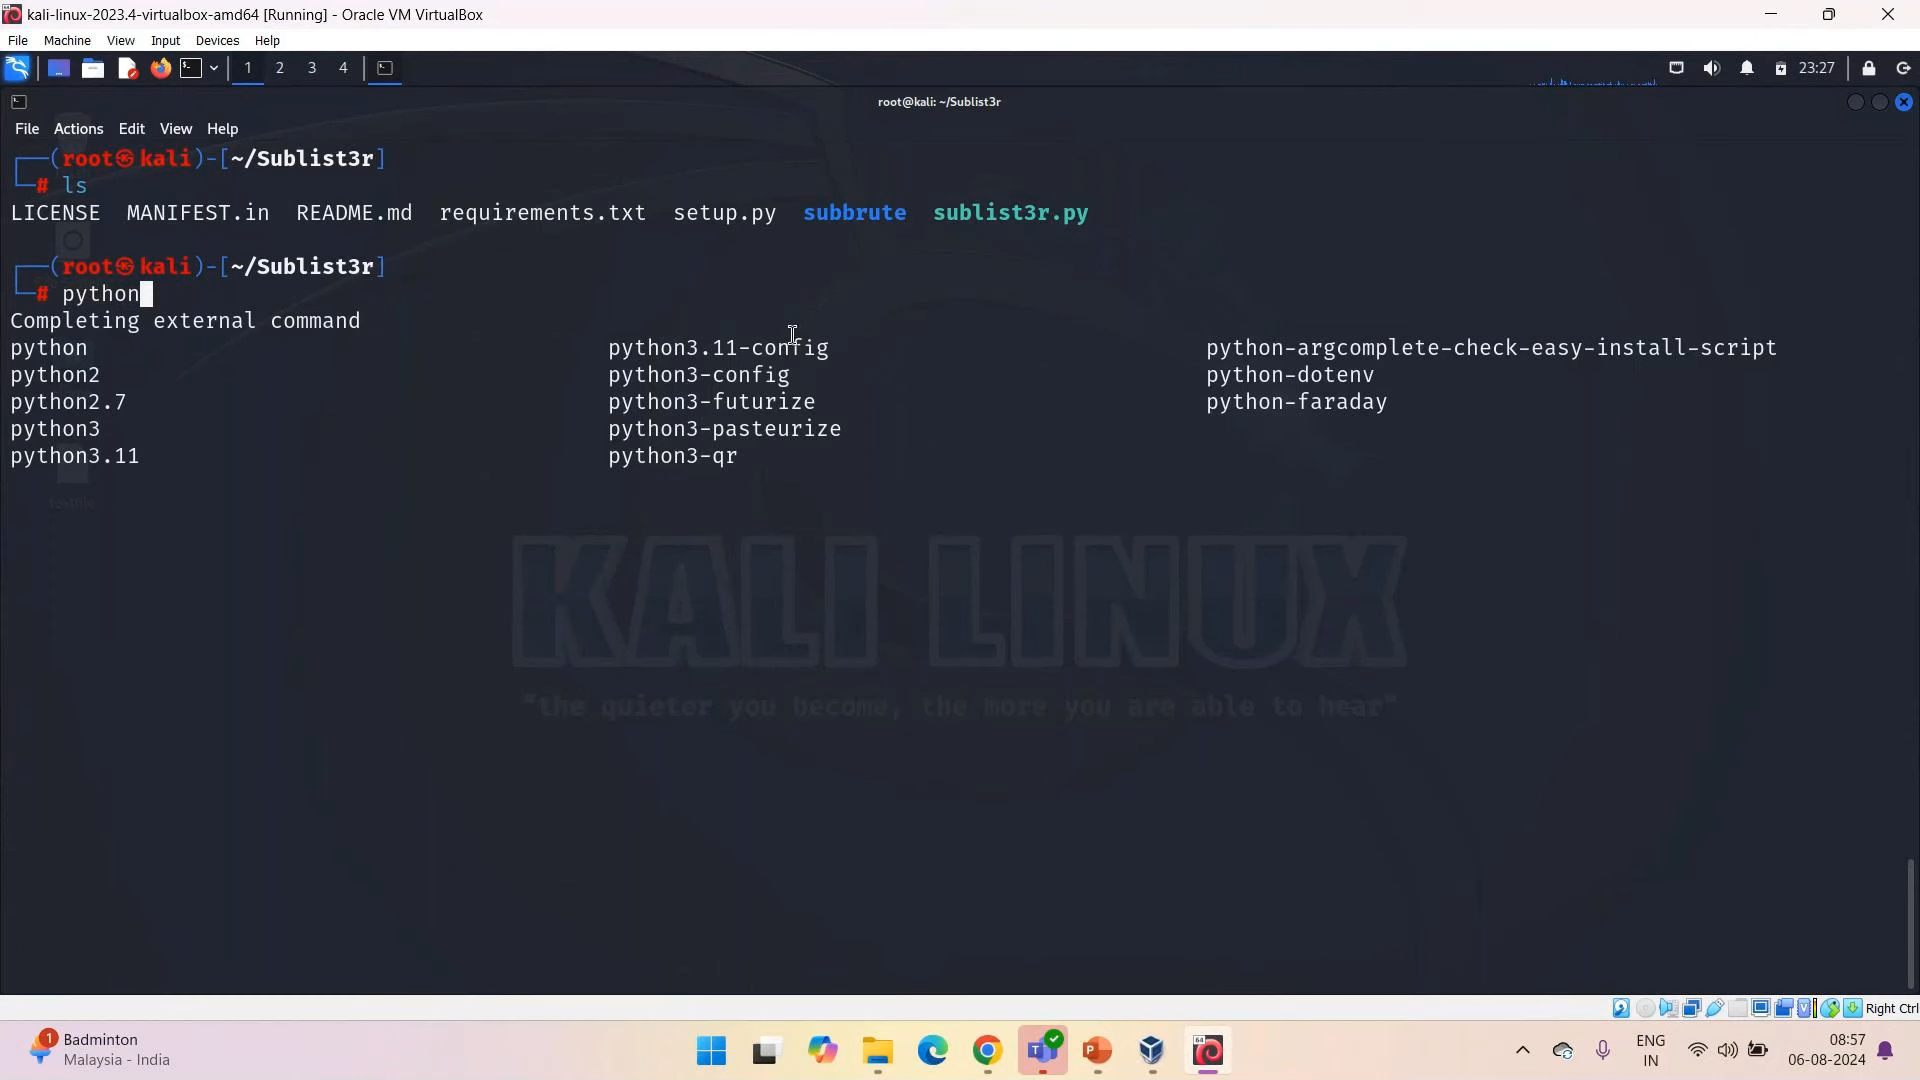 kali-linux-2023.4-virtualbox-amd64 [Running] - Oracle VM VirtualBox
File Machine View Input Devices Help
1 2 3 4 23:27
root@kali: ~/Sublist3r
File Actions Edit View Help
(root㉿kali)-[~/Sublist3r]
# ls
LICENSE MANIFEST.in README.md requirements.txt setup.py subbrute sublist3r.py
(root㉿kali)-[~/Sublist3r]
# python
Completing external command
python python3.11-config python-argcomplete-check-easy-install-script
python2 python3-config python-dotenv
python2.7 python3-futurize python-faraday
python3 python3-pasteurize
python3.11 python3-qr
KALI LINUX
"the quieter you become, the more you are able to hear"
Right Ctrl
1 Badminton
Malaysia - India
ENG
IN
08:57
06-08-2024